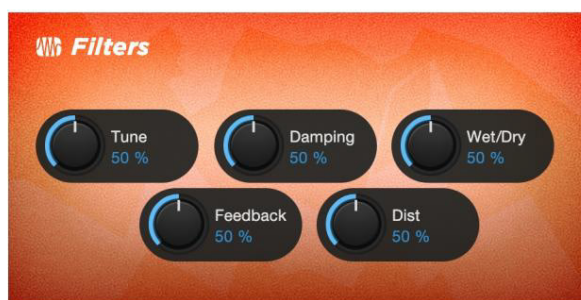 Filters
Tune
50 %
Damping
50 %
Wet/Dry
50 %
Feedback
50 %
Dist
50 %